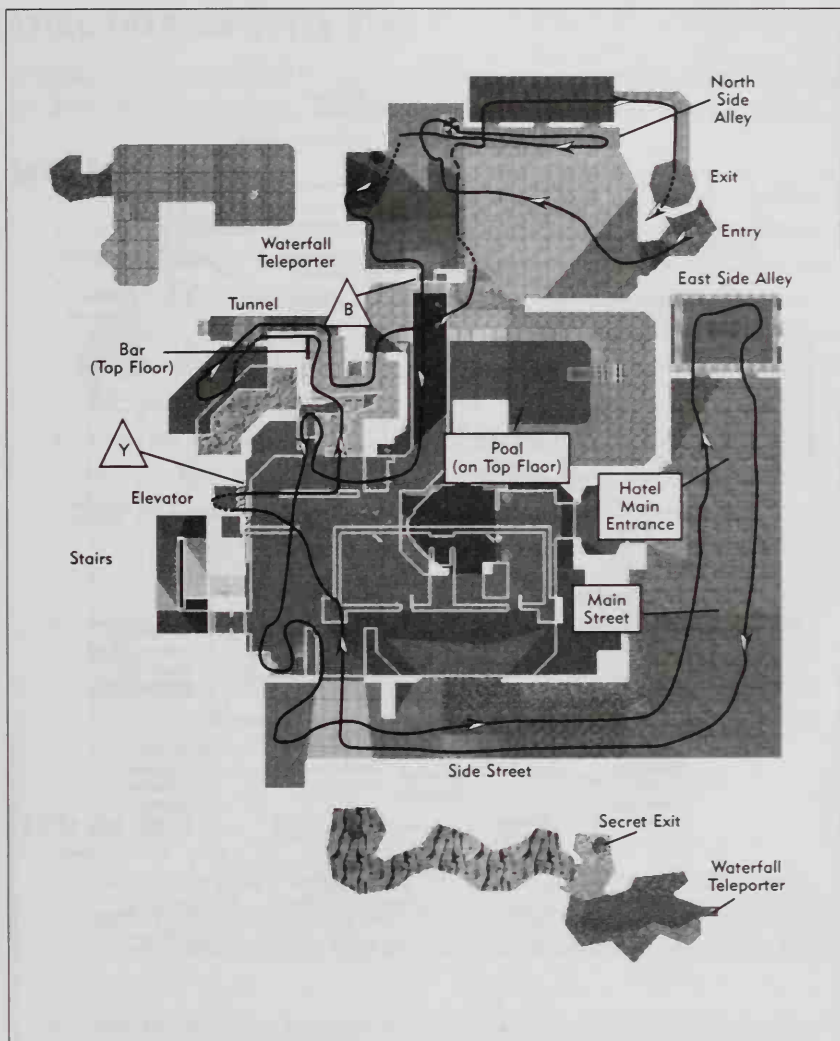 North
Side
Alley
Exit
Entry
Waterfall
Teleporter
East Side Alley
Tunnel
B
Bar
(Top Floor)
Y
Pool
(on Top Floor)
Elevator
Hotel
Main
Entrance
Stairs
Main
Street
Side Street
Secret Exit
Waterfall
Teleporter